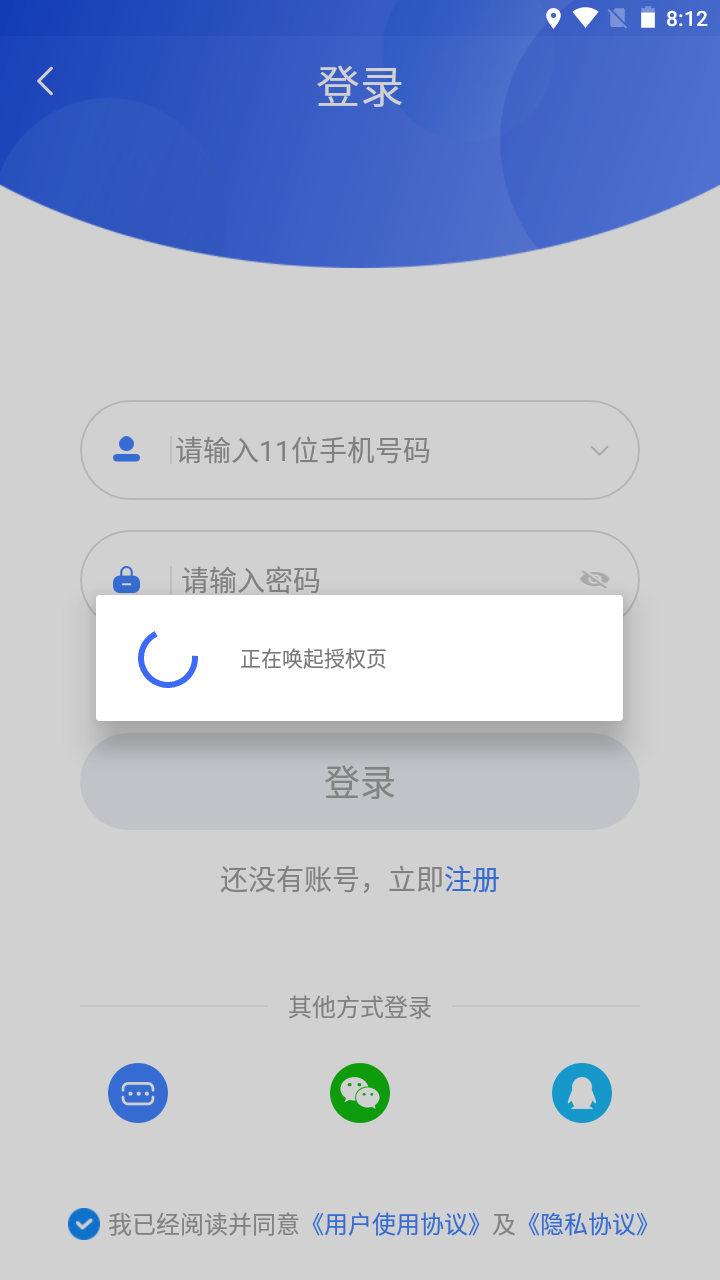 8:12
登录
请输入11位手机号码
请输入密码
正在唤起授权页
登录
还没有账号，立即注册
其他方式登录
我已经阅读并同意《用户使用协议》及《隐私协议》